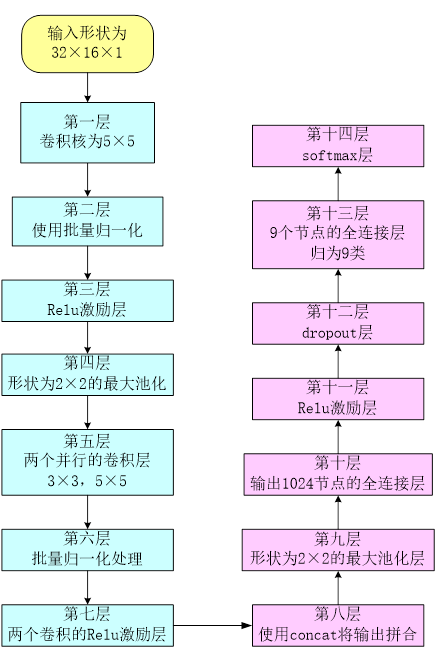 输入形状为
32×16×1
第一层
卷积核为5×5
第二层
使用批量归一化
第三层
Relu激励层
第四层
形状为2×2的最大池化
第五层
两个并行的卷积层
3×3，5×5
第六层
批量归一化处理
第七层
两个卷积的Relu激励层
第八层
使用concat将输出拼合
第九层
形状为2×2的最大池化层
第十层
输出1024节点的全连接层
第十一层
Relu激励层
第十二层
dropout层
第十三层
9个节点的全连接层
归为9类
第十四层
softmax层